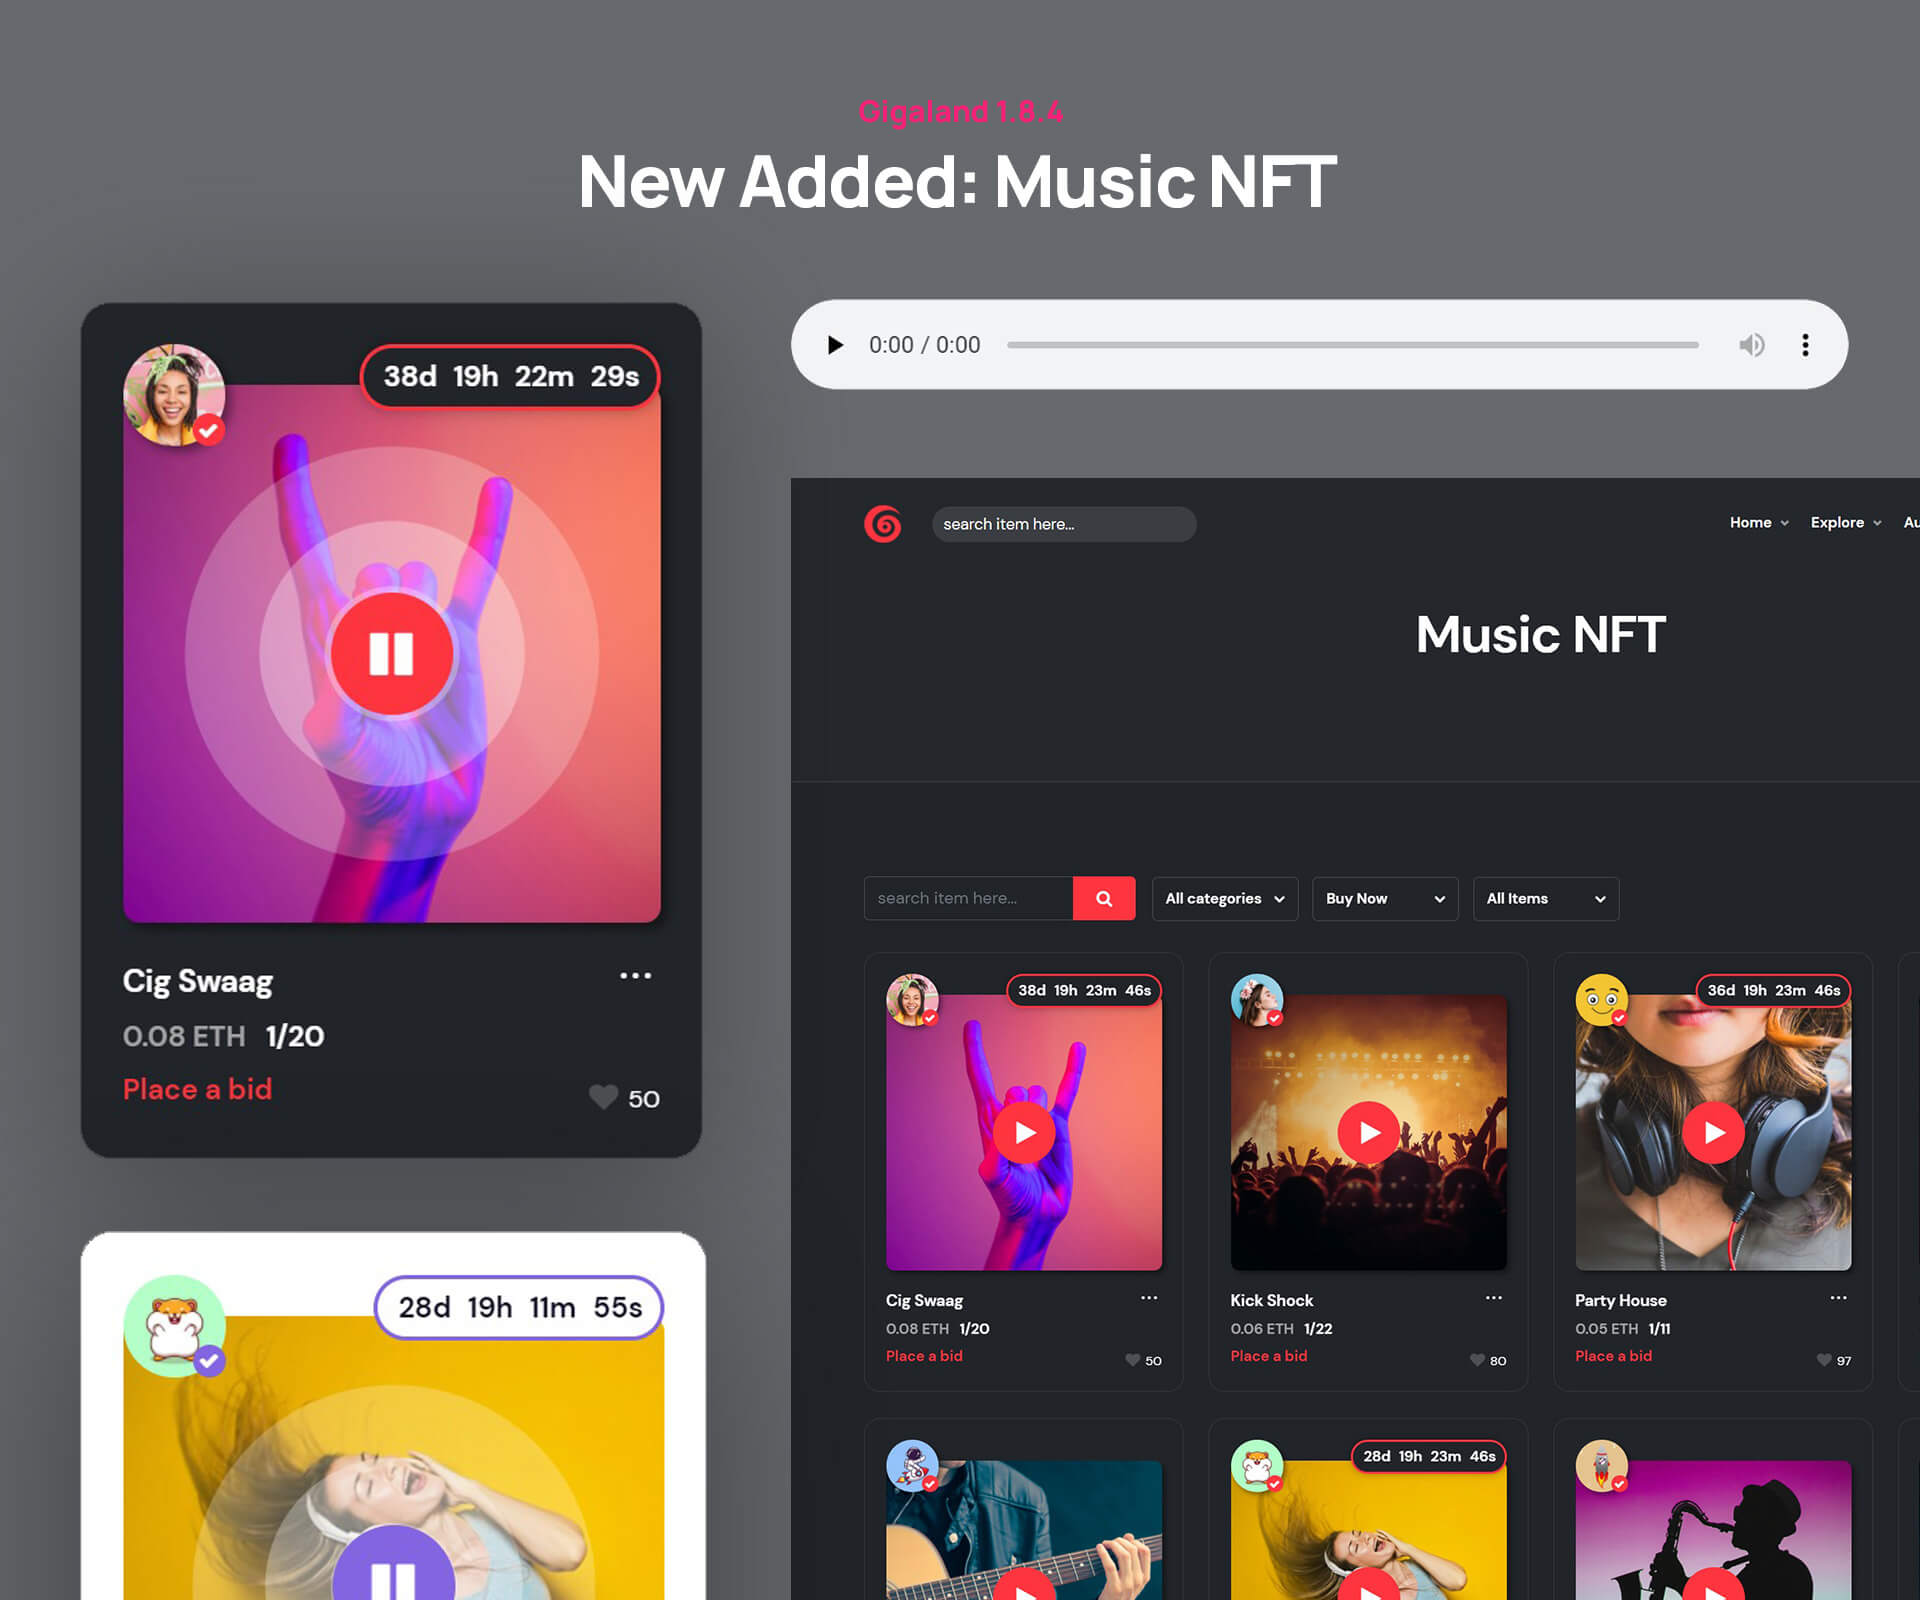 Gigaland 1.8.4
New Added: Music NFT
38d 19h 22m 29s
Cig Swaag
0.08 ETH 1/20
Place a bid
50
28d 19h 11m 55s
0:00 / 0:00
search item here...
Home
Explore
Au
Music NFT
search item here...
All categories
Buy Now
All Items
38d 19h 23m 46s
Cig Swaag
0.08 ETH 1/20
Place a bid
50
Kick Shock
0.06 ETH 1/22
Place a bid
80
36d 19h 23m 46s
Party House
0.05 ETH 1/11
Place a bid
97
28d 19h 23m 46s